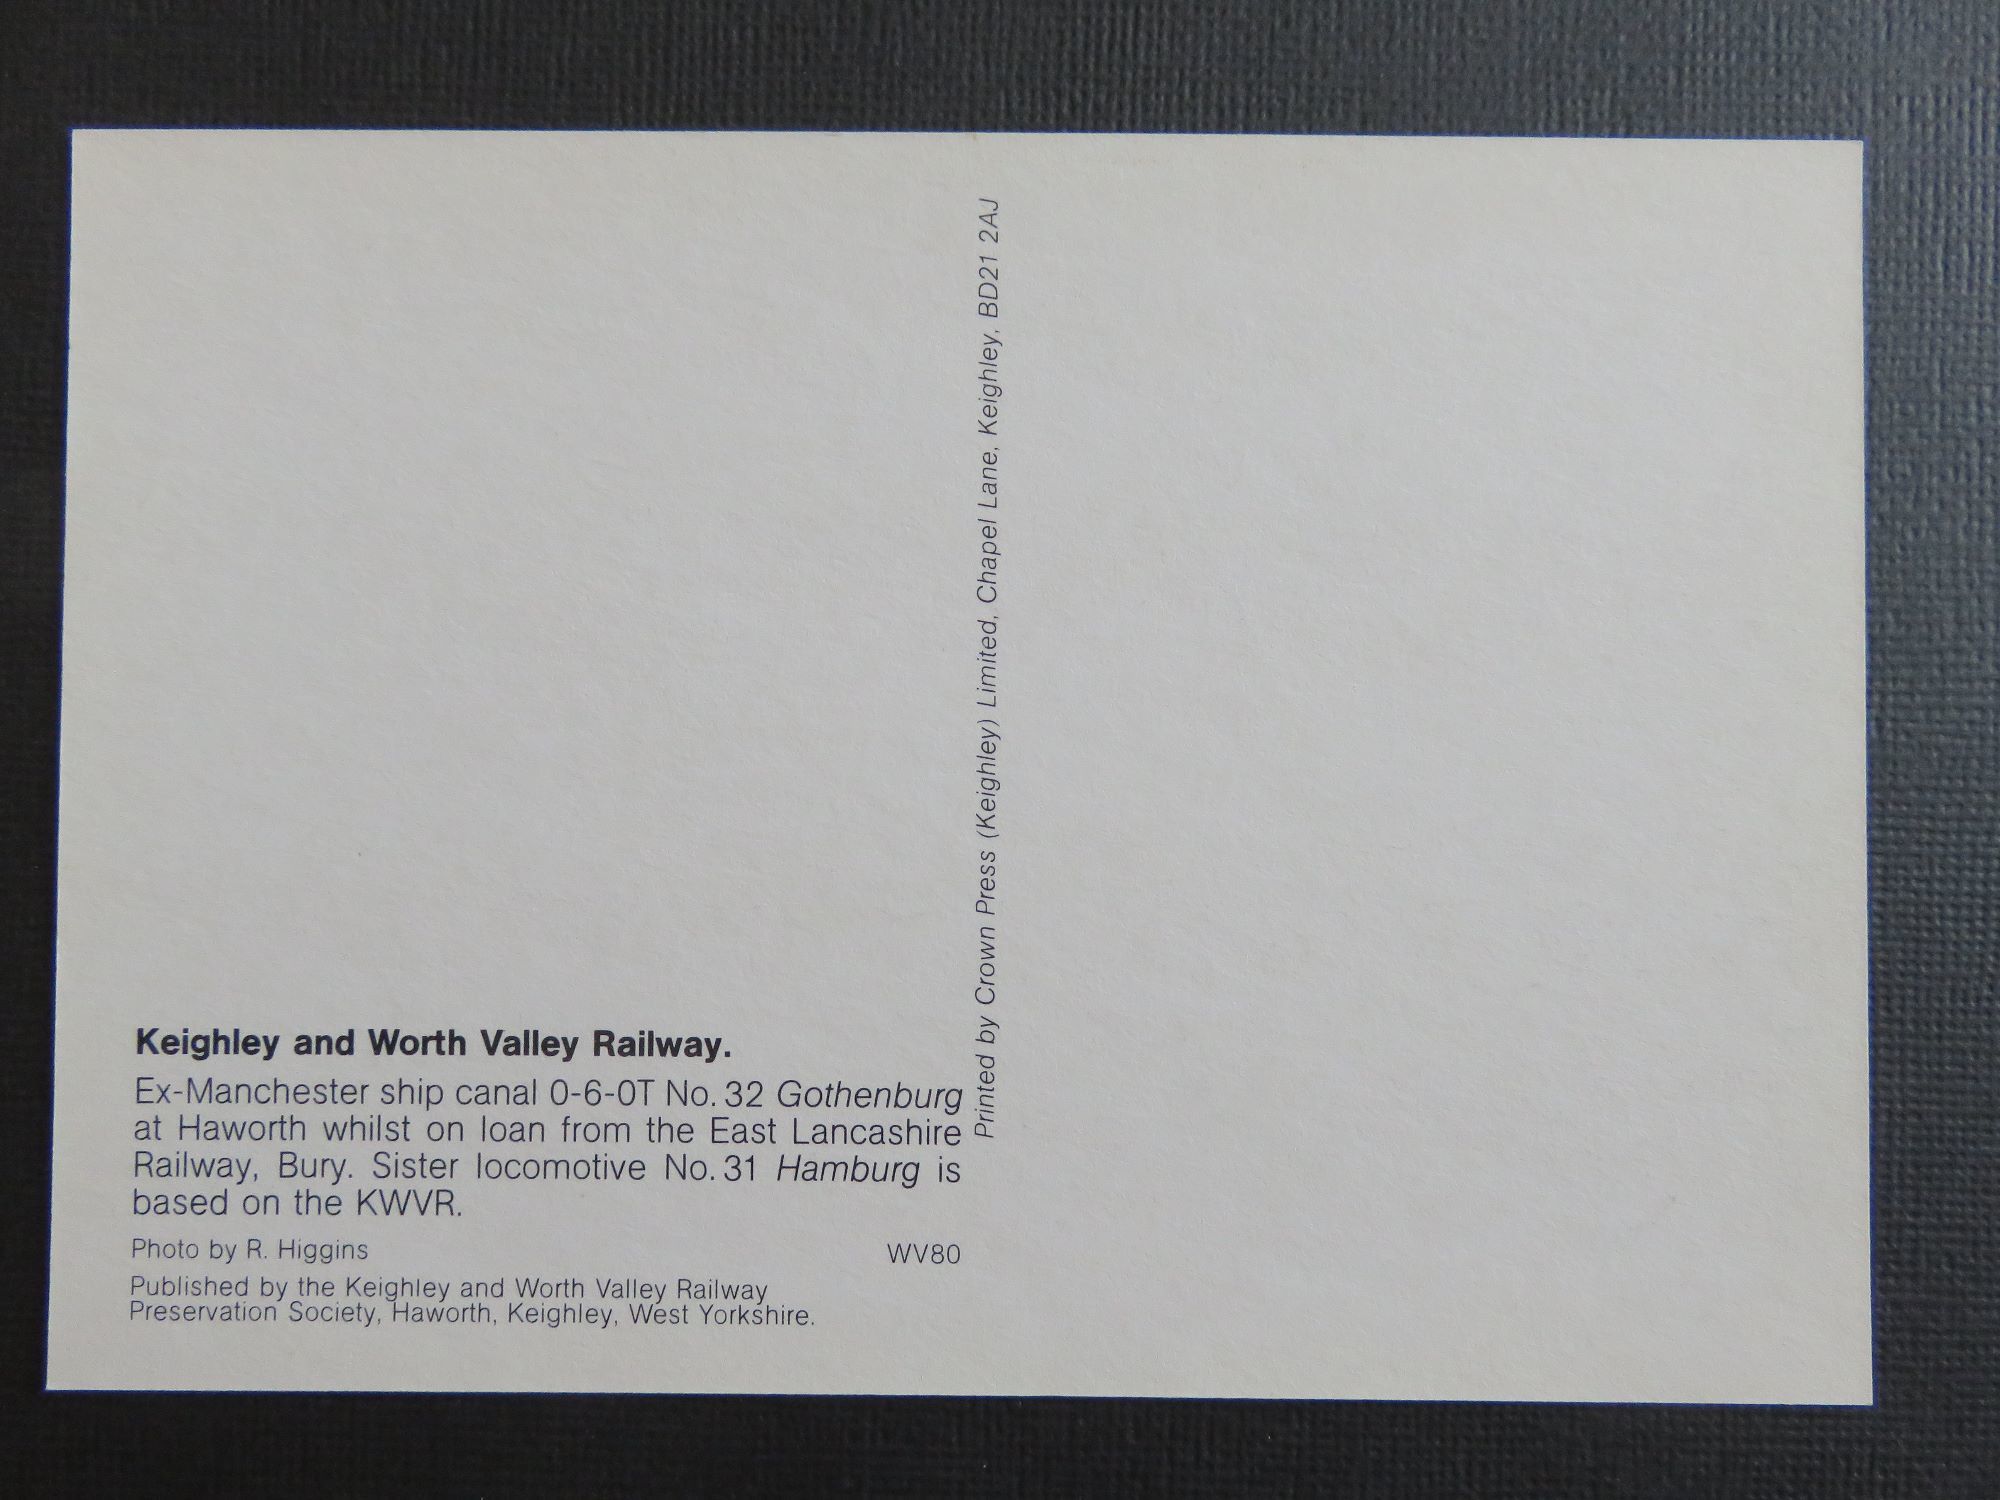 Keighley and Worth Valley Railway.
Ex-Manchester ship canal 0-6-0T No. 32 Gothenburg
at Haworth whilst on loan from the East Lancashire
Railway, Bury. Sister locomotive No. 31 Hamburg is
based on the KWVR.
Photo by R. Higgins
WV80
Published by the Keighley and Worth Valley Railway
Preservation Society, Haworth, Keighley, West Yorkshire.
Printed by Crown Press (Keighley) Limited, Chapel Lane, Keighley, BD21 2AJ